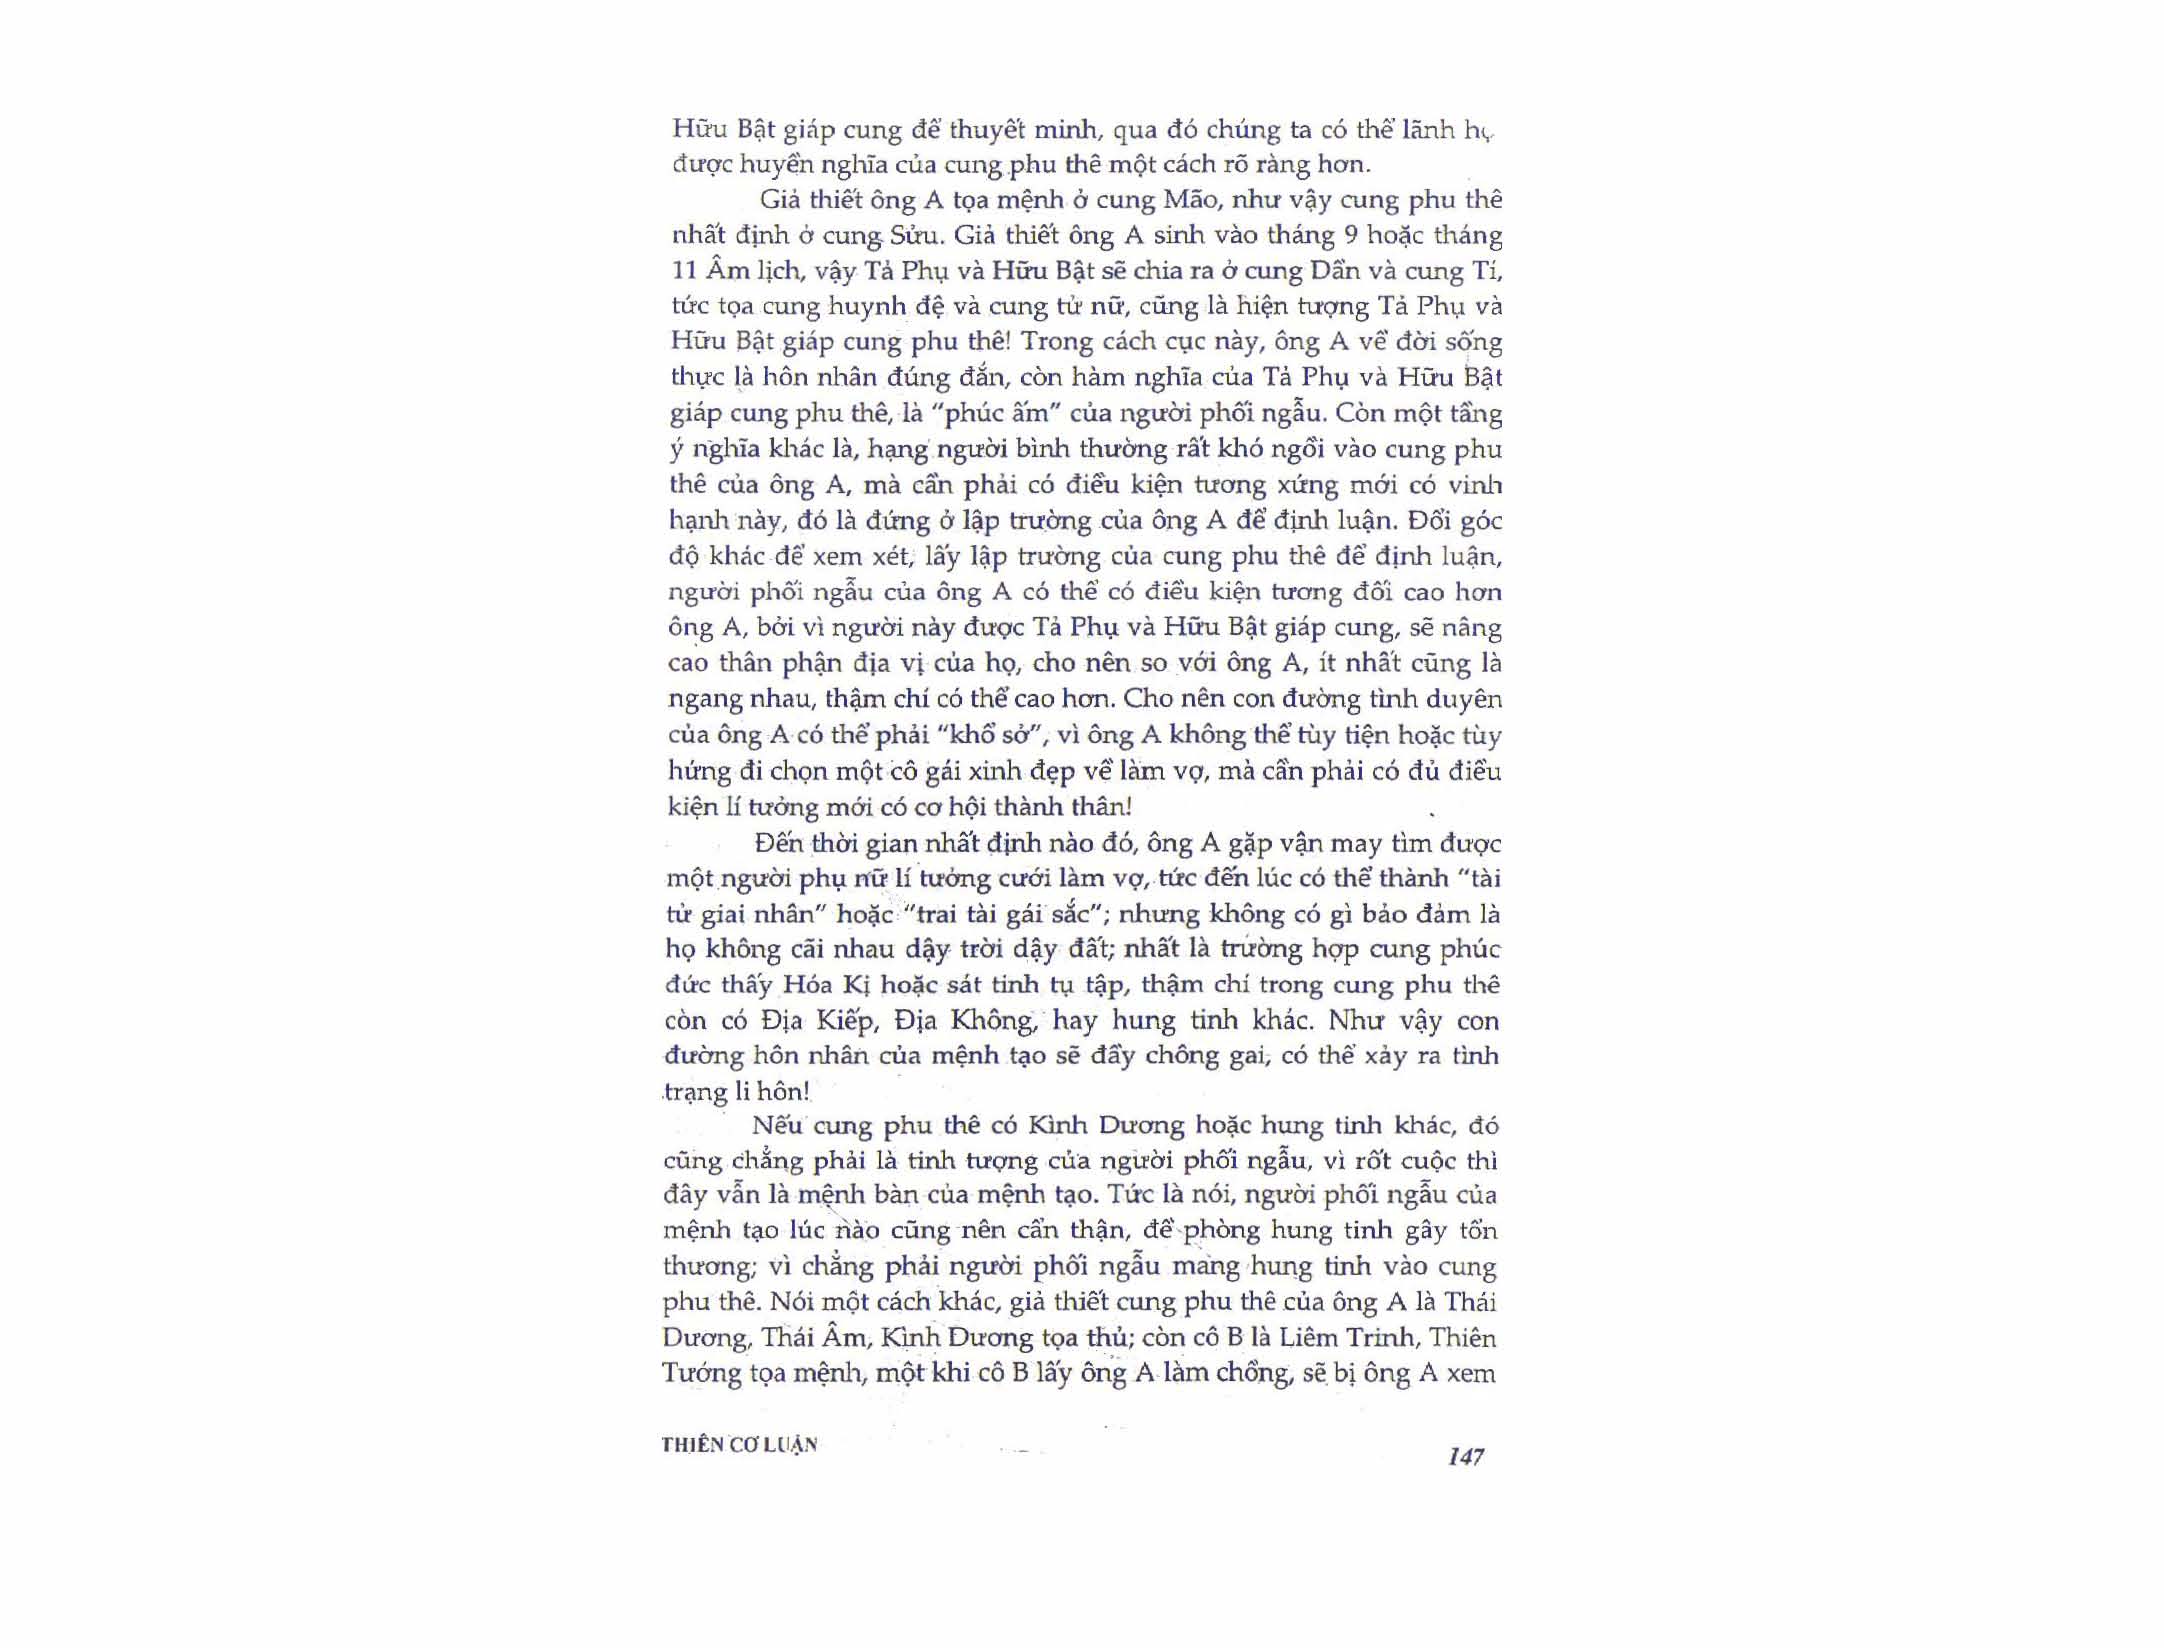 Hữu Bật giáp cung để thuyết minh, qua đó chúng ta có thể lãnh
được huyền nghĩa của cung phu thê một cách rõ ràng hơn.
Giả thiết ông A tọa mệnh ở cung Mão, như vậy cung phu thê
nhất định ở cung Sửu. Giả thiết ông A sinh vào tháng 9 hoặc tháng
11 Âm lịch, vậy Tả Phụ và Hữu Bật sẽ chia ra ở cung Dần và cung Tí,
tức tọa cung huynh đệ và cung tử nữ, cũng là hiện tượng Tả Phụ và
Hữu Bật giáp cung phu thê! Trong cách cục này, ông A về đời sống
thực là hôn nhân đúng đắn, còn hàm nghĩa của Tả Phụ và Hữu Bật
giáp cung phu thê, là "phúc ấm" của người phối ngẫu. Còn một tầng
ý nghĩa khác là, hạng người bình thường rất khó ngồi vào cung phu
thê của ông A, mà cần phải có điều kiện tương xứng mới có vinh
hạnh này, đó là đứng ở lập trường của ông A để định luận. Đổi góc
độ khác để xem xét, lấy lập trường của cung phu thê để định luận,
người phối ngẫu của ông A có thể có điều kiện tương đối cao hơn
ông A, bởi vì người này được Tả Phụ và Hữu Bật giáp cung, sẽ nâng
cao thân phận địa vị của họ, cho nên so với ông A, ít nhất cũng là
ngang nhau, thậm chí có thể cao hơn. Cho nên con đường tình duyên
của ông A có thể phải "khổ sở", vì ông A không thể tùy tiện hoặc tùy
hứng đi chọn một cô gái xinh đẹp về làm vợ, mà cần phải có đủ điều
kiện lí tưởng mới có cơ hội thành thân!
Đến thời gian nhất định nào đó, ông A gặp vận may tìm được
một người phụ nữ lí tưởng cưới làm vợ, tức đến lúc có thể thành "tài
tử giai nhân" hoặc "trai tài gái sắc"; nhưng không có gì bảo đảm là
họ không cãi nhau dậy trời dậy đất; nhất là trường hợp cung phúc
đức thấy Hóa Kị hoặc sát tinh tụ tập, thậm chí trong cung phu thê
còn có Địa Kiếp, Địa Không, hay hung tinh khác. Như vậy con
đường hôn nhân của mệnh tạo sẽ đầy chông gai, có thể xảy ra tình
trạng li hôn!
Nếu cung phu thê có Kình Dương hoặc hung tinh khác, đó
cũng chẳng phải là tinh tượng của người phối ngẫu, vì rốt cuộc thì
đây vẫn là mệnh bàn của mệnh tạo. Tức là nói, người phối ngẫu của
mệnh tạo lúc nào cũng nên cẩn thận, đề phòng hung tinh gây tổn
thương; vì chẳng phải người phối ngẫu mang hung tinh vào cung
phu thê. Nói một cách khác, giả thiết cung phu thê của ông A là Thái
Dương, Thái Âm, Kình Dương tọa thủ; còn cô B là Liêm Trinh, Thiên
Tướng tọa mệnh, một khi cô B lấy ông A làm chồng, sẽ bị ông A xem
THIÊN CƠ LUẬN
147